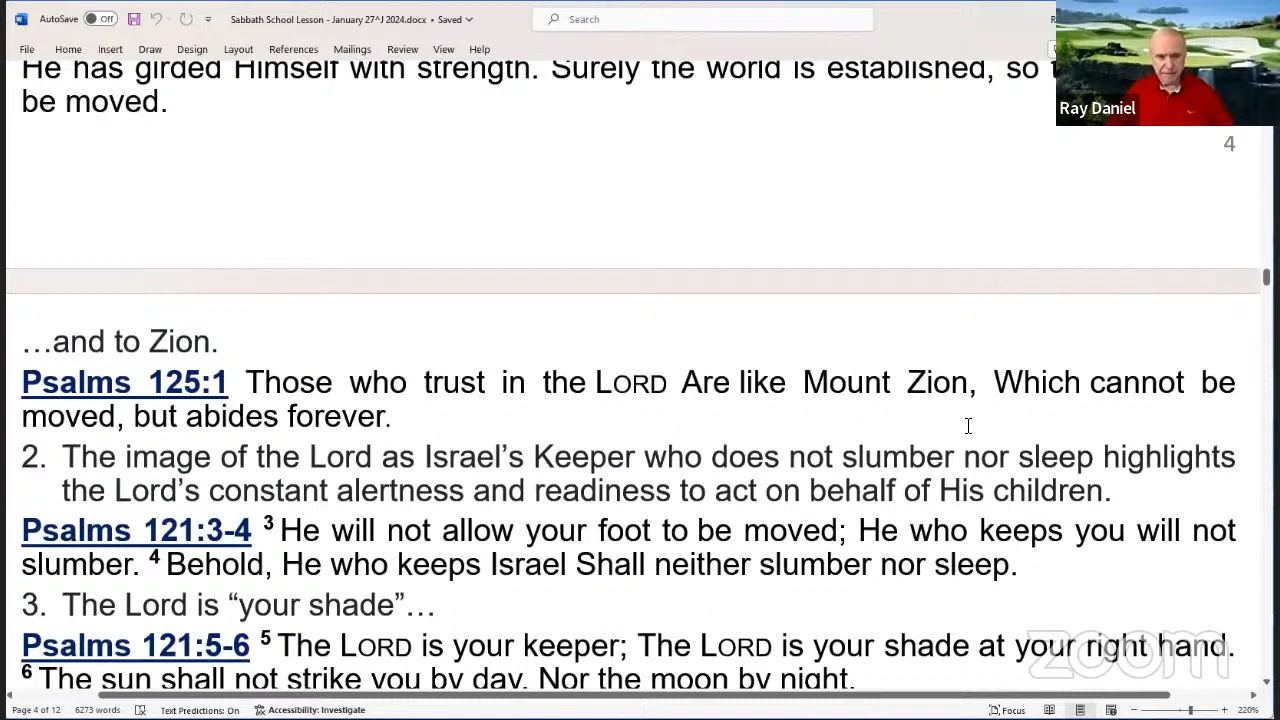 AutoSave Off Sabbath School Lesson - January 27^J 2024.docx • Saved Search
File Home Insert Draw Design Layout References Mailings Review View Help
He has girded Himself with strength. Surely the world is established, so
be moved.
Ray Daniel
4
…and to Zion.
Psalms 125:1 Those who trust in the LORD Are like Mount Zion, Which cannot be
moved, but abides forever.
2. The image of the Lord as Israel’s Keeper who does not slumber nor sleep highlights
the Lord’s constant alertness and readiness to act on behalf of His children.
Psalms 121:3-4 3 He will not allow your foot to be moved; He who keeps you will not
slumber. 4 Behold, He who keeps Israel Shall neither slumber nor sleep.
3. The Lord is “your shade”…
Psalms 121:5-6 5 The LORD is your keeper; The LORD is your shade at your right hand.
6 The sun shall not strike you by day, Nor the moon by night.
zoom
Page 4 of 12 6273 words Text Predictions: On Accessibility: Investigate Focus 220%